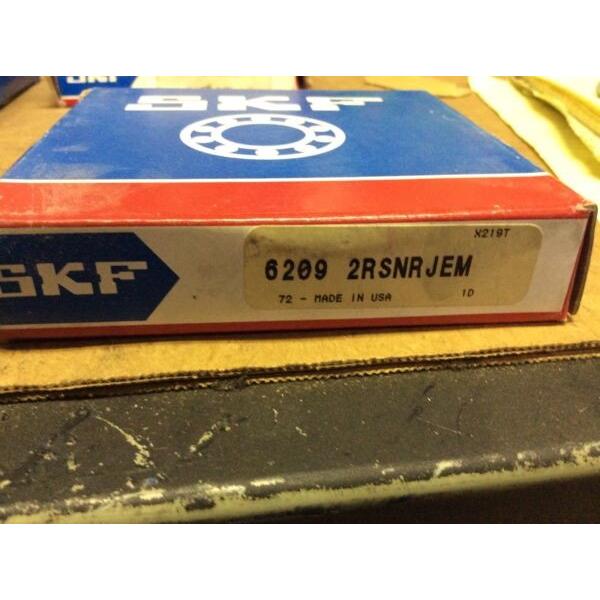 SKF
SKF
X219T
6209 2RSNRJEM
72 - MADE IN USA 1D